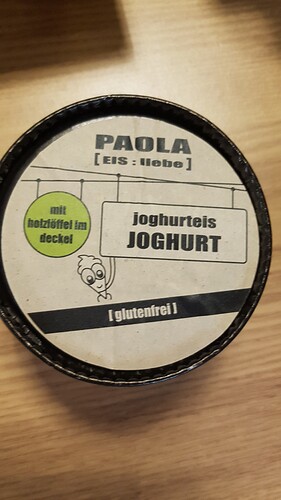 PAOLA
[ EIS : liebe ]
mit
holzlöffel im
deckel
joghurteis
JOGHURT
[ glutenfrei ]